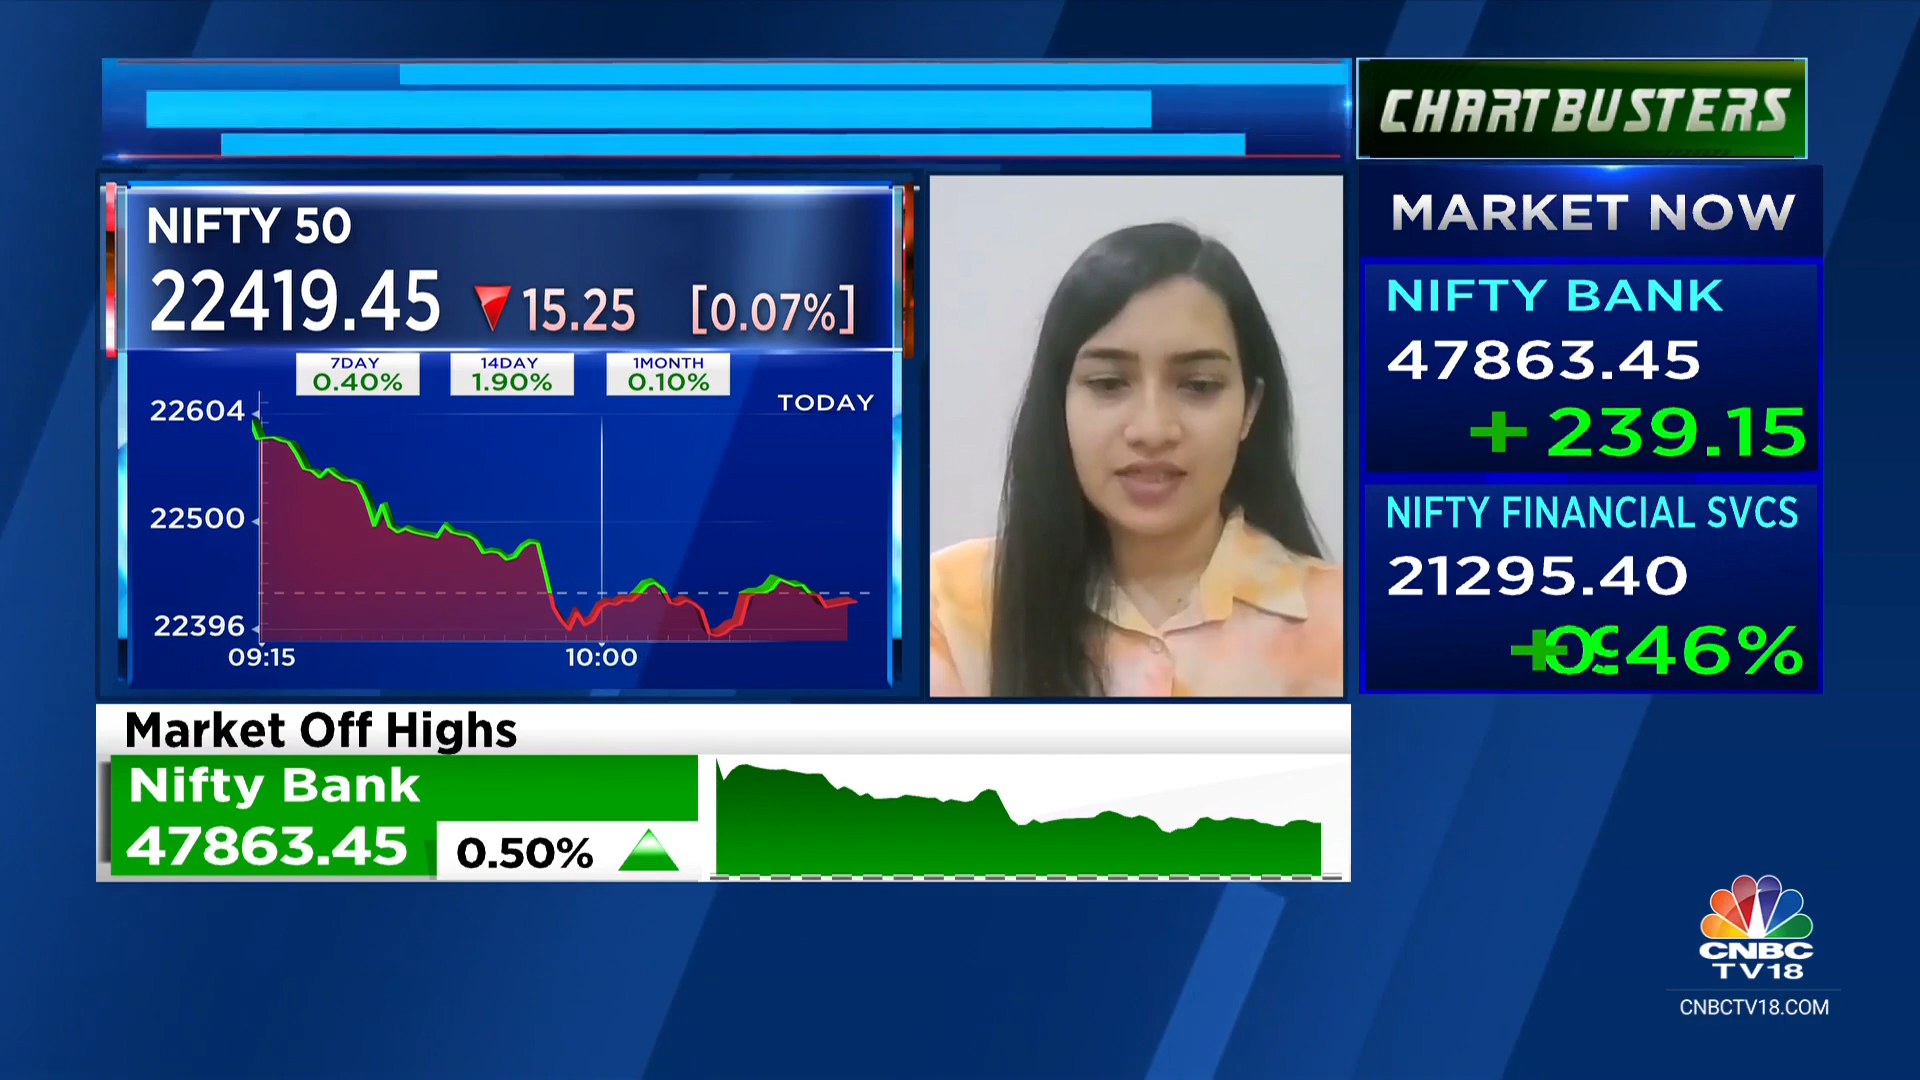 CHARTBUSTERS
NIFTY 50
22419.45 ▼ 15.25 [0.07%]
7DAY
0.40%
14DAY
1.90%
1MONTH
0.10%
TODAY
22604
22500
22396
09:15
10:00
MARKET NOW
NIFTY BANK
47863.45
+ 239.15
NIFTY FINANCIAL SVCS
21295.40
46%
Market Off Highs
Nifty Bank
47863.45
0.50%
CNBC
TV18
CNBCTV18.COM